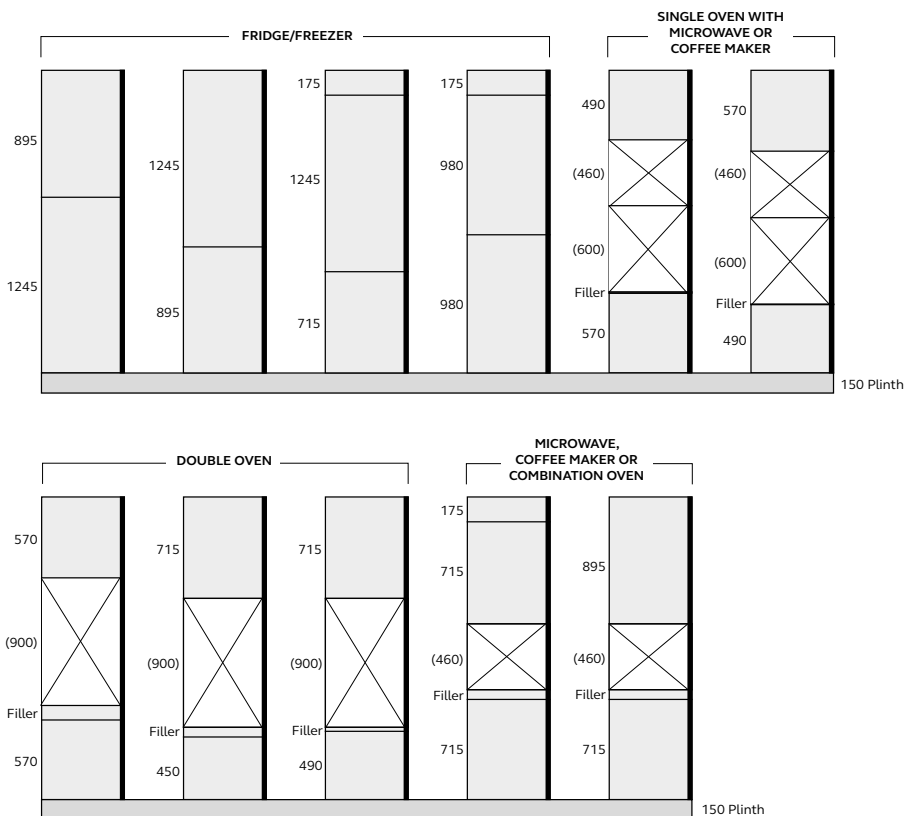 FRIDGE/FREEZER
SINGLE OVEN WITH
MICROWAVE OR
COFFEE MAKER
895
1245
1245
895
175
1245
715
175
980
980
490
(460)
(600)
Filler
570
570
(460)
(600)
Filler
490
150 Plinth
DOUBLE OVEN
MICROWAVE,
COFFEE MAKER OR
COMBINATION OVEN
570
(900)
Filler
570
715
(900)
Filler
450
715
(900)
Filler
490
175
715
(460)
Filler
715
895
(460)
Filler
715
150 Plinth